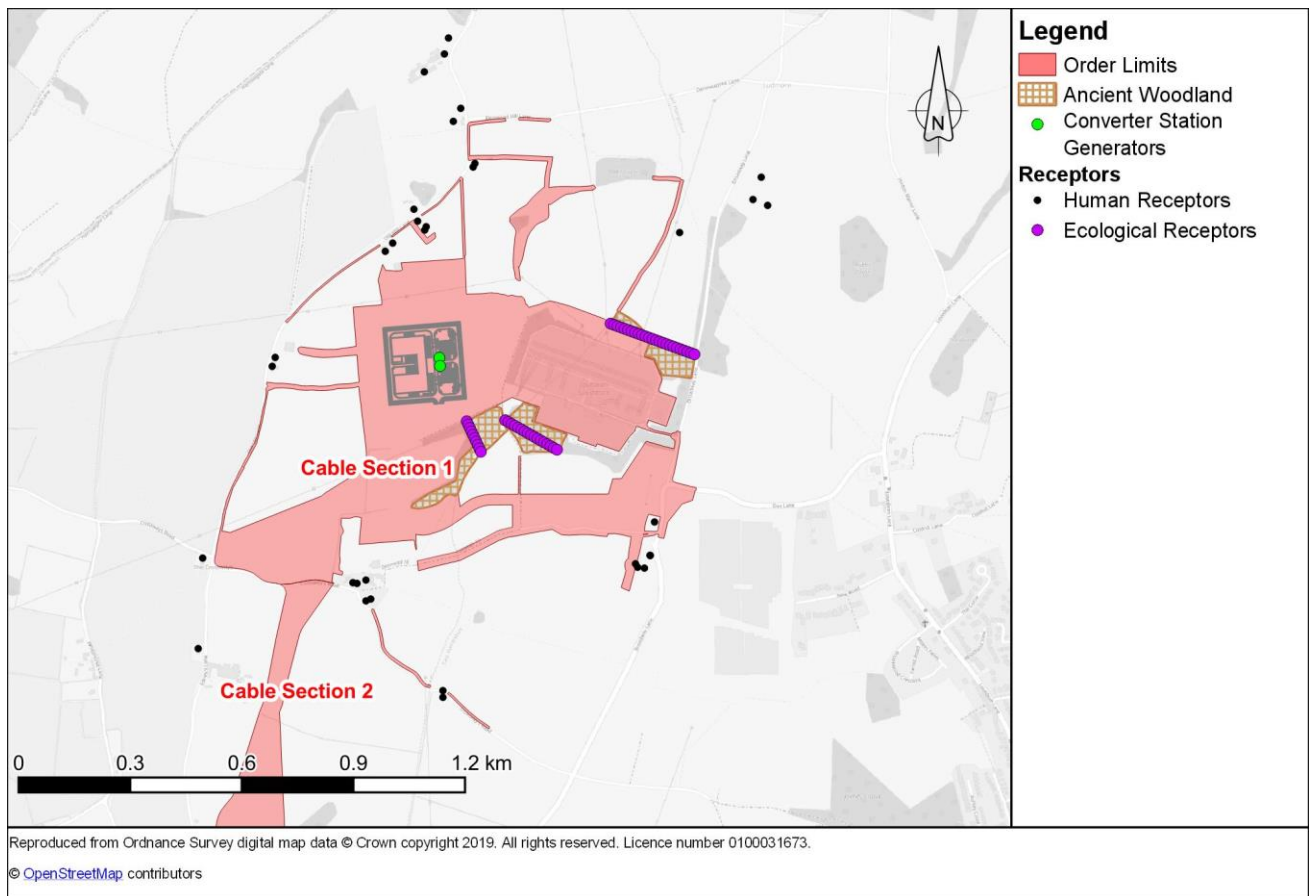 Legend
Order Limits
Ancient Woodland
Converter Station
Generators
Receptors
Human Receptors
Ecological Receptors
N
Cable Section 1
Cable Section 2
0 0.3 0.6 0.9 1.2 km
Reproduced from Ordnance Survey digital map data © Crown copyright 2019. All rights reserved. Licence number 0100031673.
© OpenStreetMap contributors